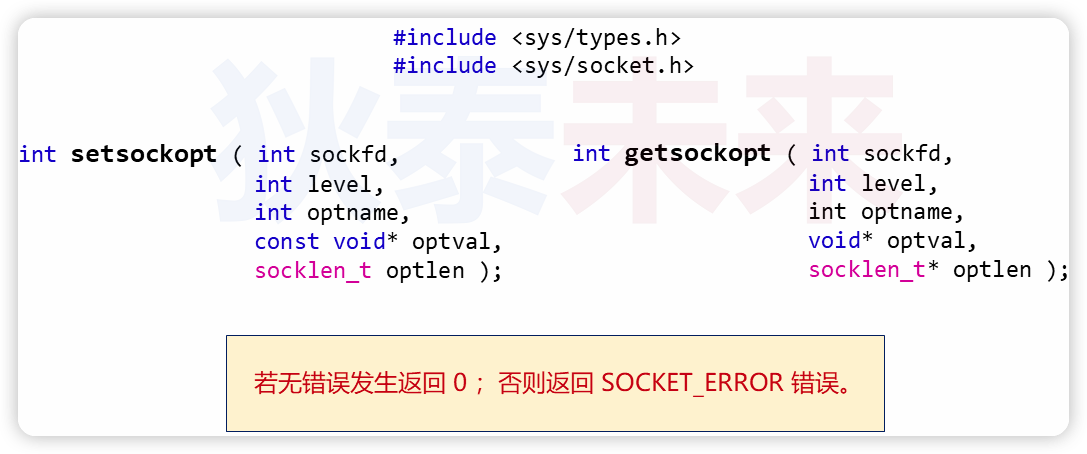 #include <sys/types.h>
#include <sys/socket.h>
狄泰未来
int setsockopt ( int sockfd,
int level,
int optname,
const void* optval,
socklen_t optlen );
int getsockopt ( int sockfd,
int level,
int optname,
void* optval,
socklen_t* optlen );
若无错误发生返回 0 ；否则返回 SOCKET_ERROR 错误。